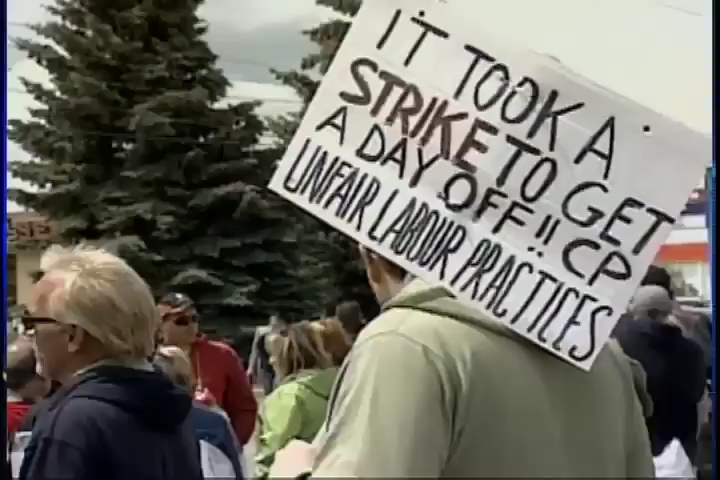 IT TOOK A
STRIKE TO GET
A DAY OFF!! CP
UNFAIR LABOUR PRACTICES